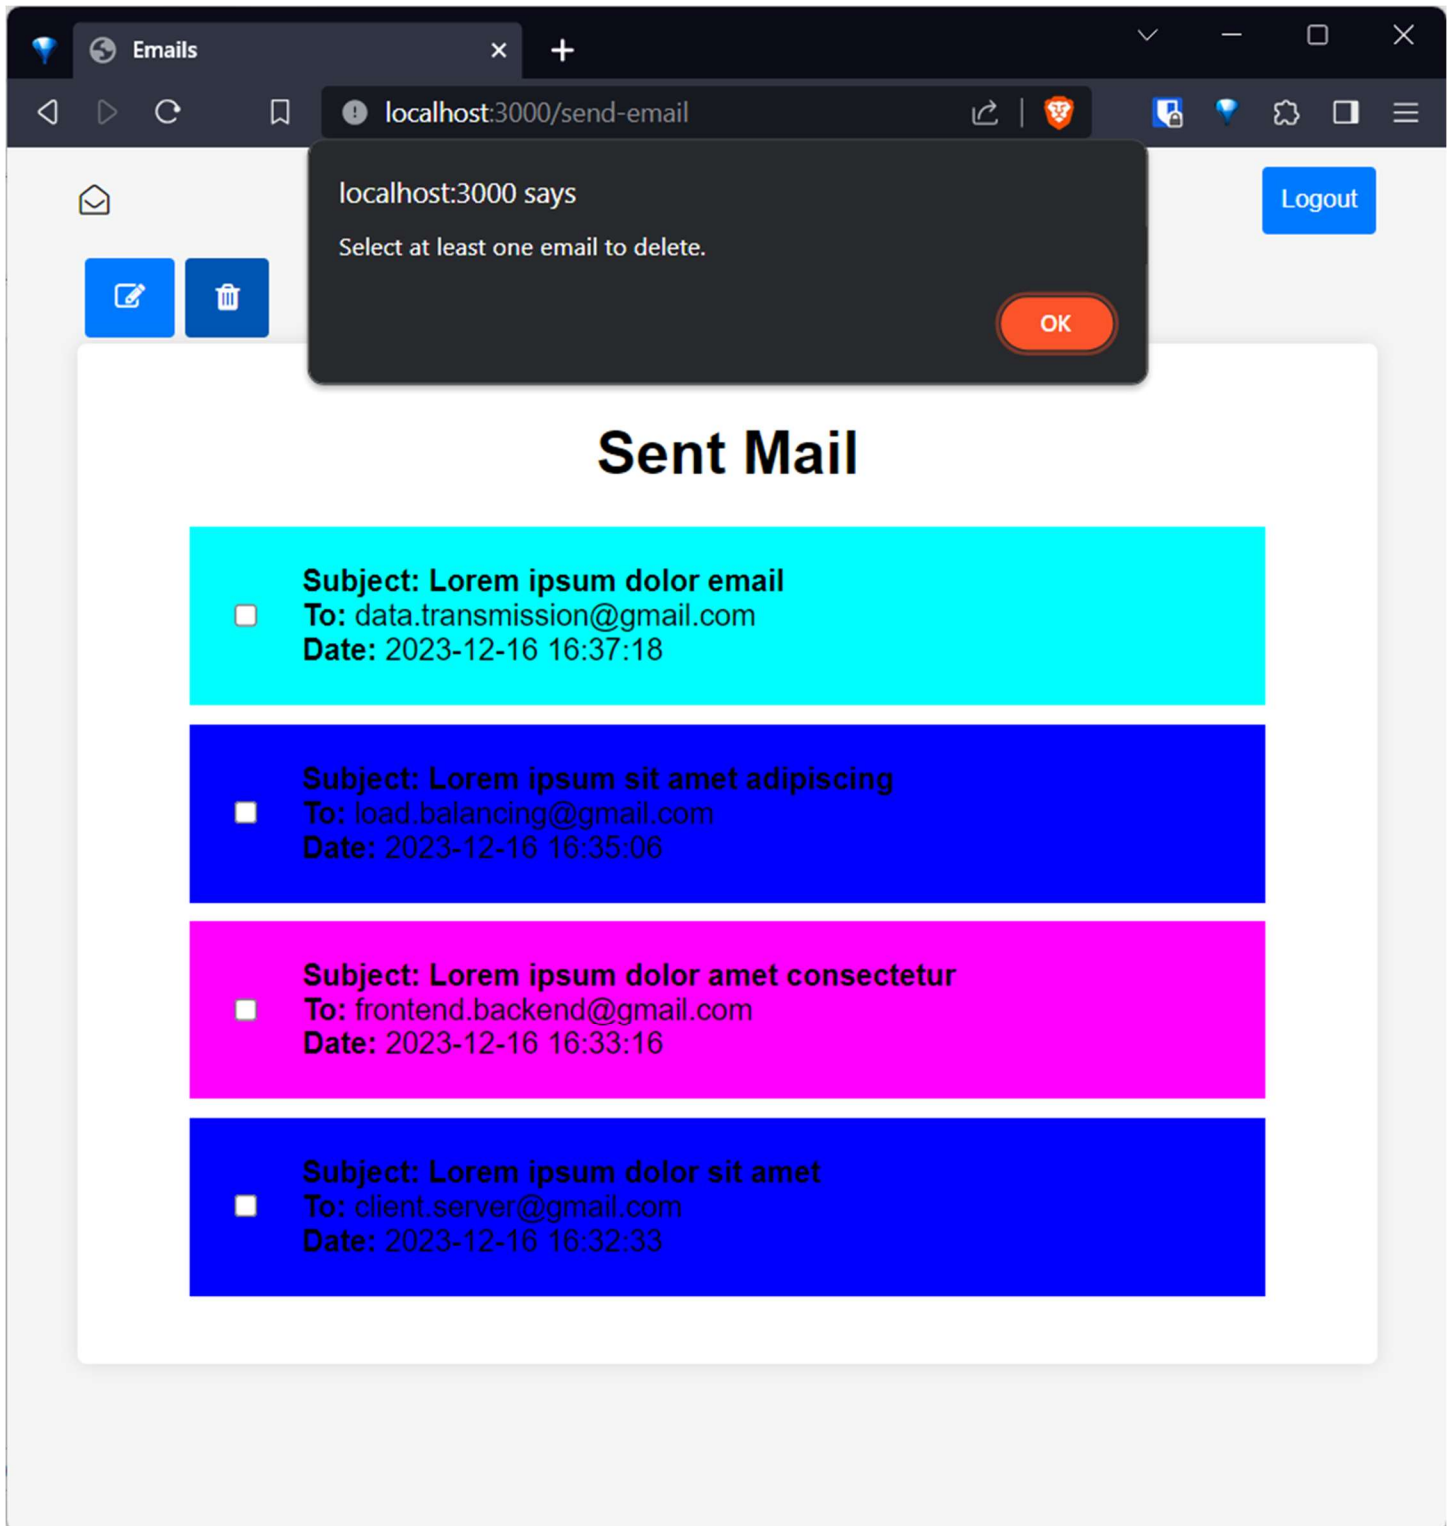 Emails
localhost:3000/send-email
localhost:3000 says
Select at least one email to delete.
OK
Logout
Sent Mail
Subject: Lorem ipsum dolor email
To: data.transmission@gmail.com
Date: 2023-12-16 16:37:18
Subject: Lorem ipsum sit amet adipiscing
To: load.balancing@gmail.com
Date: 2023-12-16 16:35:06
Subject: Lorem ipsum dolor amet consectetur
To: frontend.backend@gmail.com
Date: 2023-12-16 16:33:16
Subject: Lorem ipsum dolor sit amet
To: client.server@gmail.com
Date: 2023-12-16 16:32:33